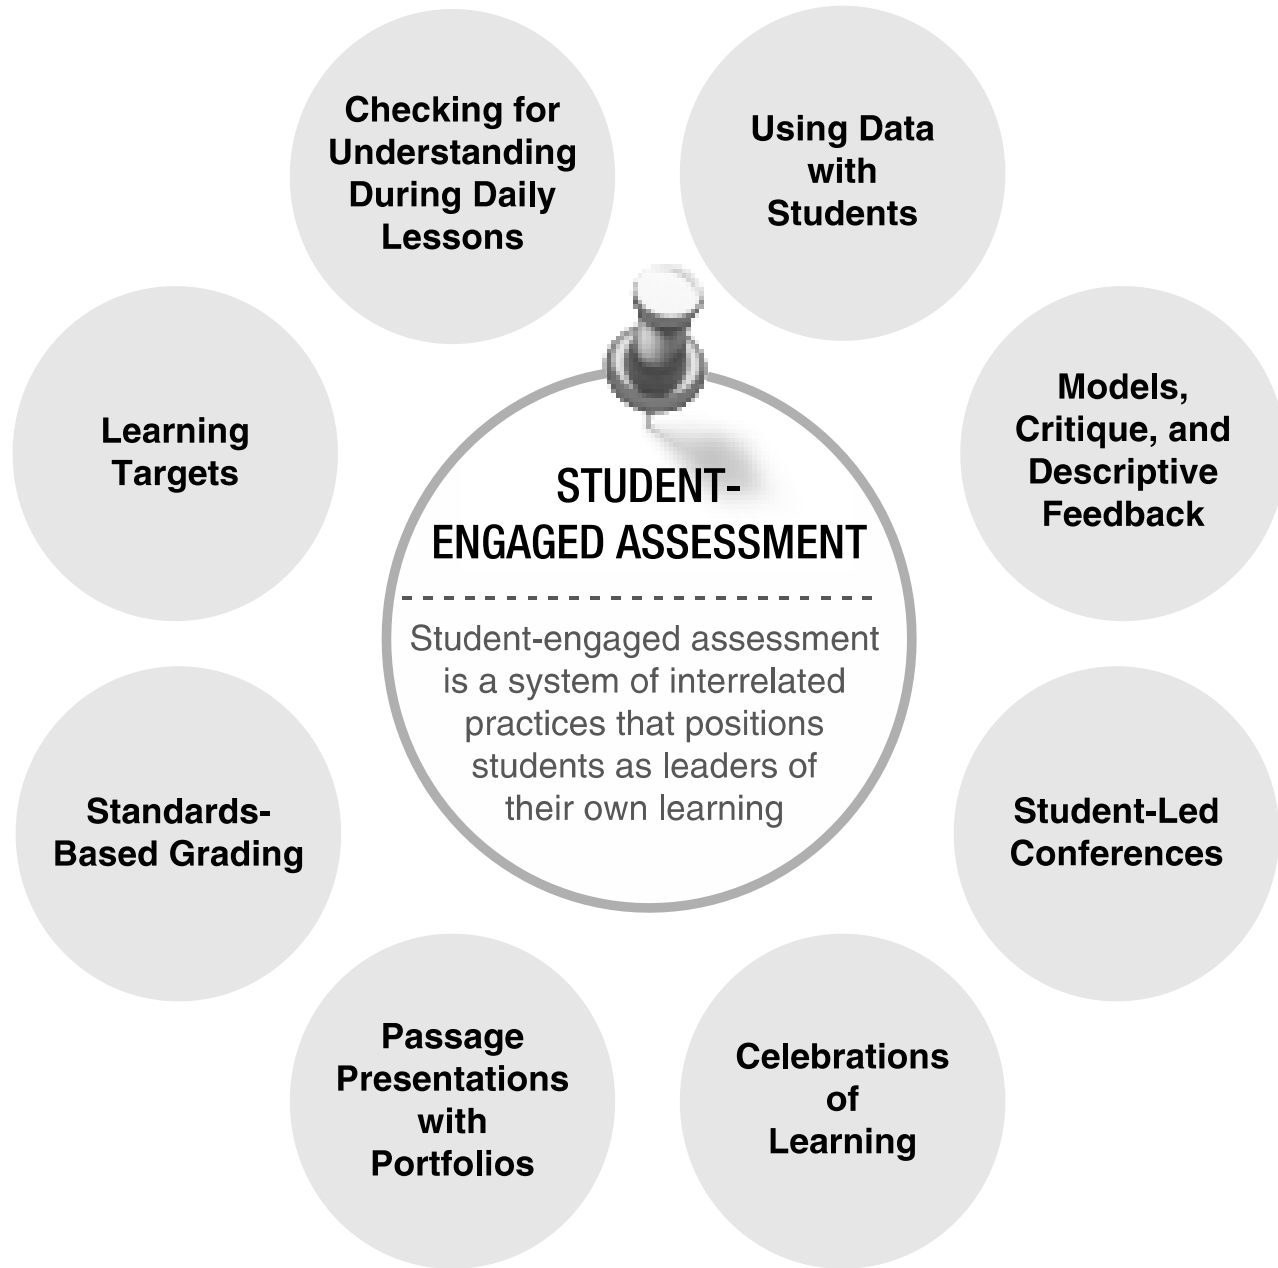 Checking for
Understanding
During Daily
Lessons
Using Data
with
Students
Learning
Targets
Models,
Critique, and
Descriptive
Feedback
STUDENT-
ENGAGED ASSESSMENT
Student-engaged assessment
is a system of interrelated
practices that positions
students as leaders of
their own learning
Standards-
Based Grading
Student-Led
Conferences
Passage
Presentations
with
Portfolios
Celebrations
of
Learning